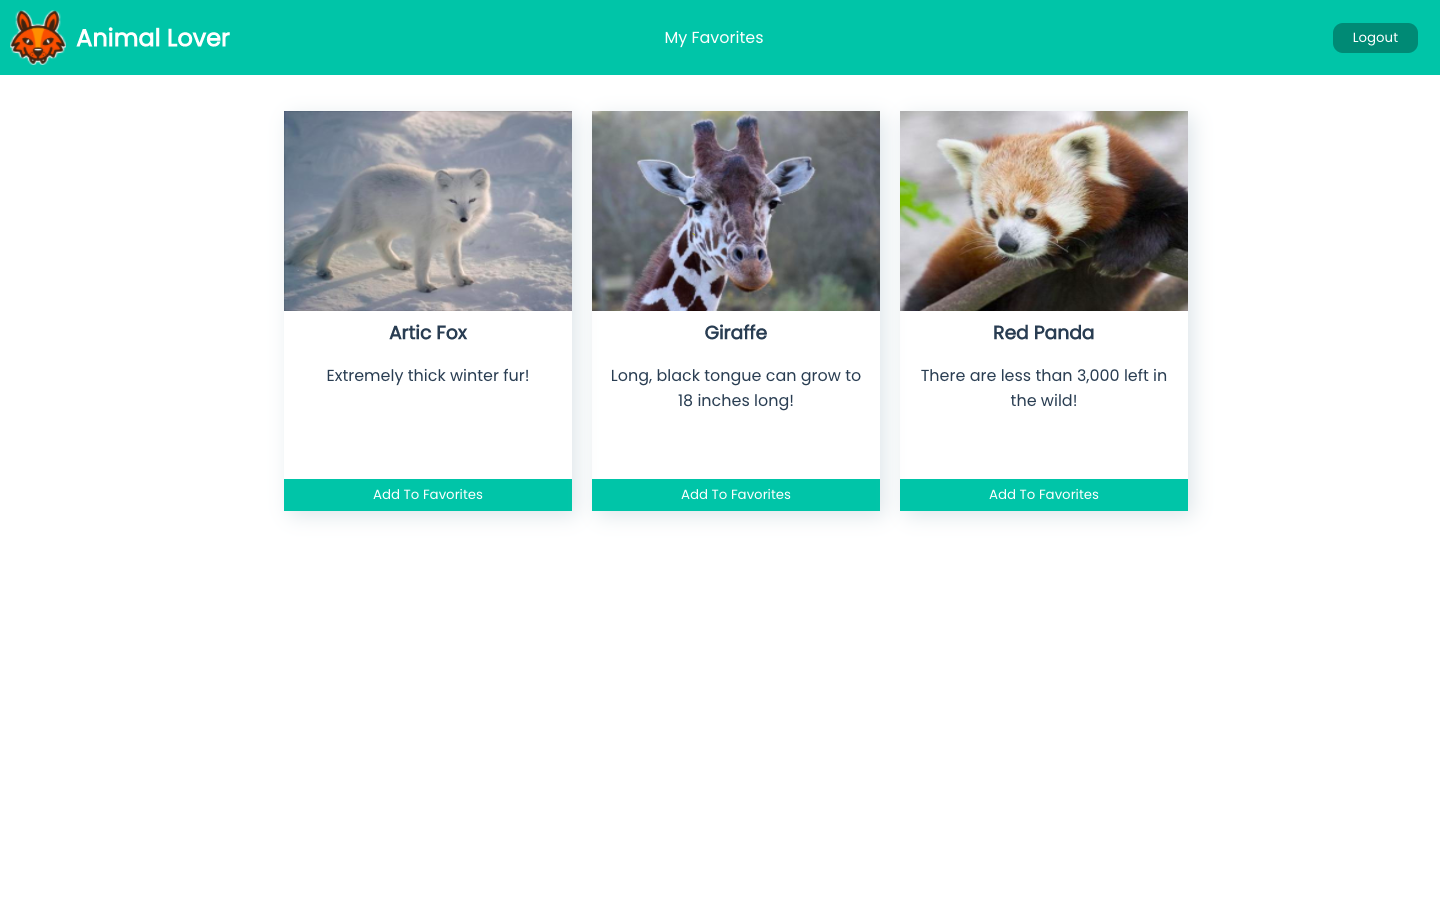 Animal Lover
My Favorites
Logout
Artic Fox
Extremely thick winter fur!
Add To Favorites
Giraffe
Long, black tongue can grow to
18 inches long!
Add To Favorites
Red Panda
There are less than 3,000 left in
the wild!
Add To Favorites